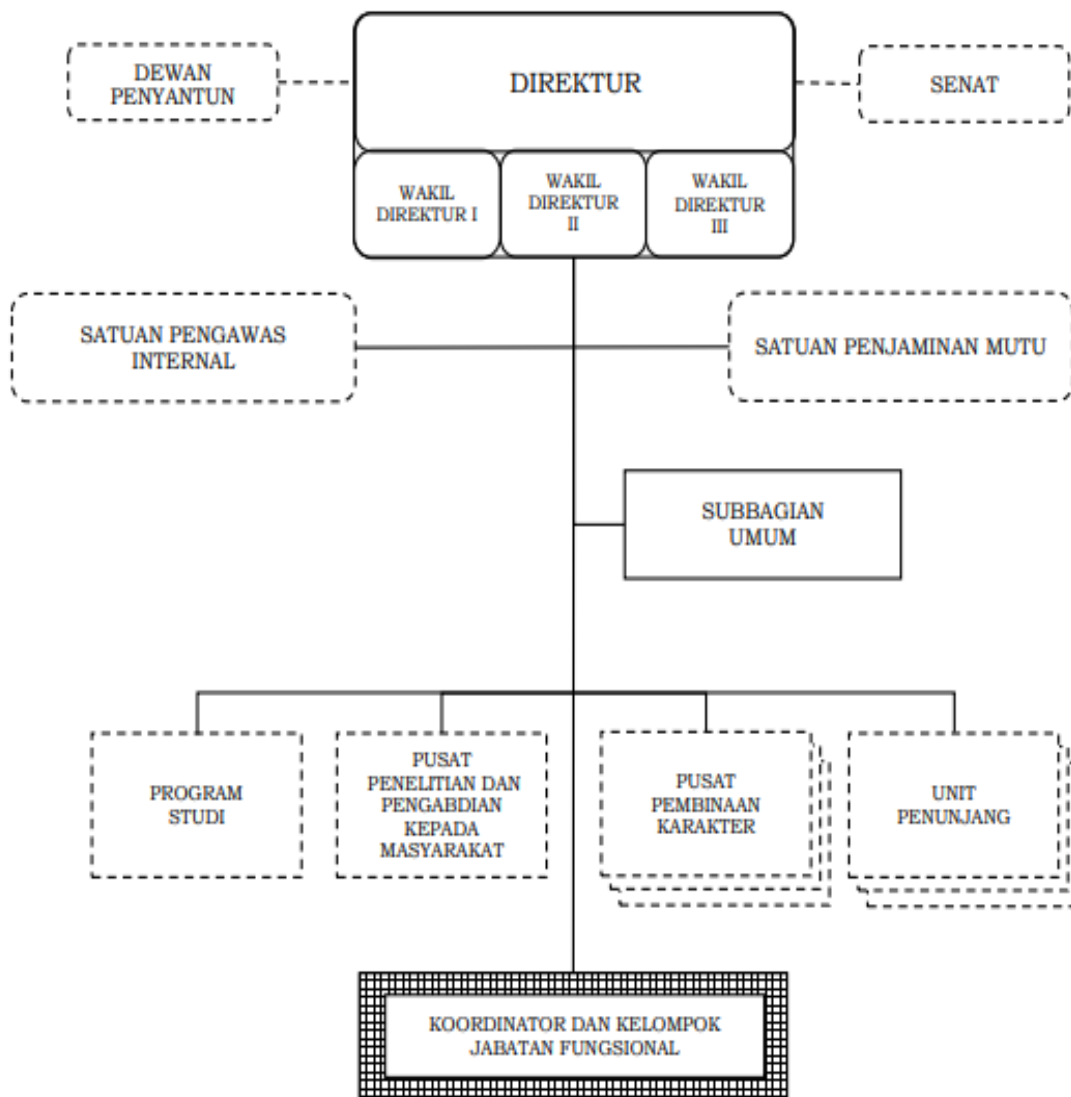 DEWAN
PENYANTUN
DIREKTUR
SENAT
WAKIL
DIREKTUR I
WAKIL
DIREKTUR
II
WAKIL
DIREKTUR
III
SATUAN PENGAWAS
INTERNAL
SATUAN PENJAMINAN MUTU
SUBBAGIAN
UMUM
PROGRAM
STUDI
PUSAT
PENELITIAN DAN
PENGABDIAN
KEPADA
MASYARAKAT
PUSAT
PEMBINAAN
KARAKTER
UNIT
PENUNJANG
KOORDINATOR DAN KELOMPOK
JABATAN FUNGSIONAL